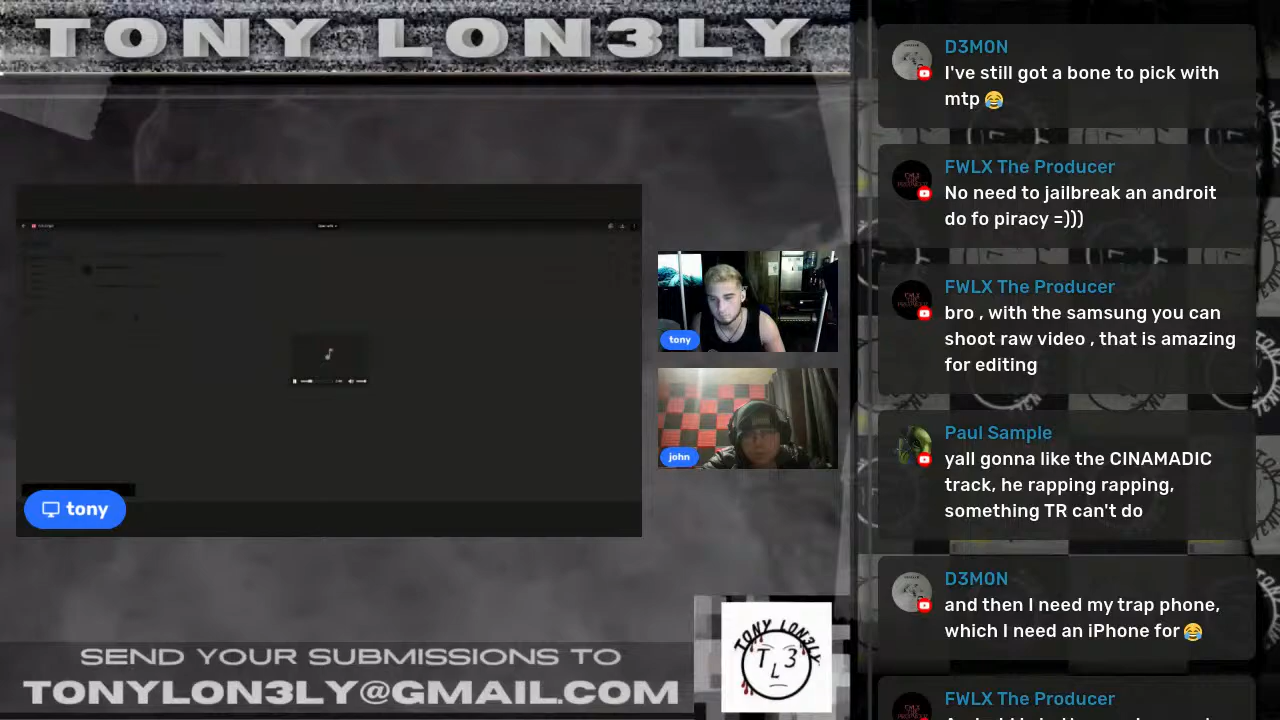 TONY LON3LY
tony
tony
john
SEND YOUR SUBMISSIONS TO
TONYLON3LY@GMAIL.COM
TONY LON3LY
T L 3
D3MON
I've still got a bone to pick with
mtp 😂
FWLX The Producer
No need to jailbreak an androit
do fo piracy =)))
FWLX The Producer
bro , with the samsung you can
shoot raw video , that is amazing
for editing
Paul Sample
yall gonna like the CINAMADIC
track, he rapping rapping,
something TR can't do
D3MON
and then I need my trap phone,
which I need an iPhone for 😂
FWLX The Producer